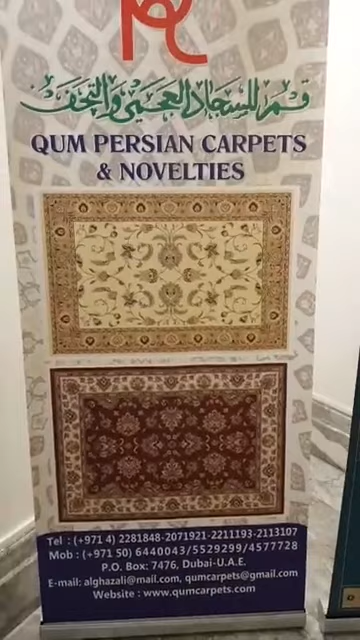 قم للسجاد العجمي والتحف
QUM PERSIAN CARPETS
& NOVELTIES
Tel : (+971 4) 2281848-2071921-2211193-2113107
Mob : (+971 50) 6440043/5529299/4577728
P.O. Box: 7476, Dubai-U.A.E.
E-mail: alghazali@mail.com, qumcarpets@gmail.com
Website : www.qumcarpets.com